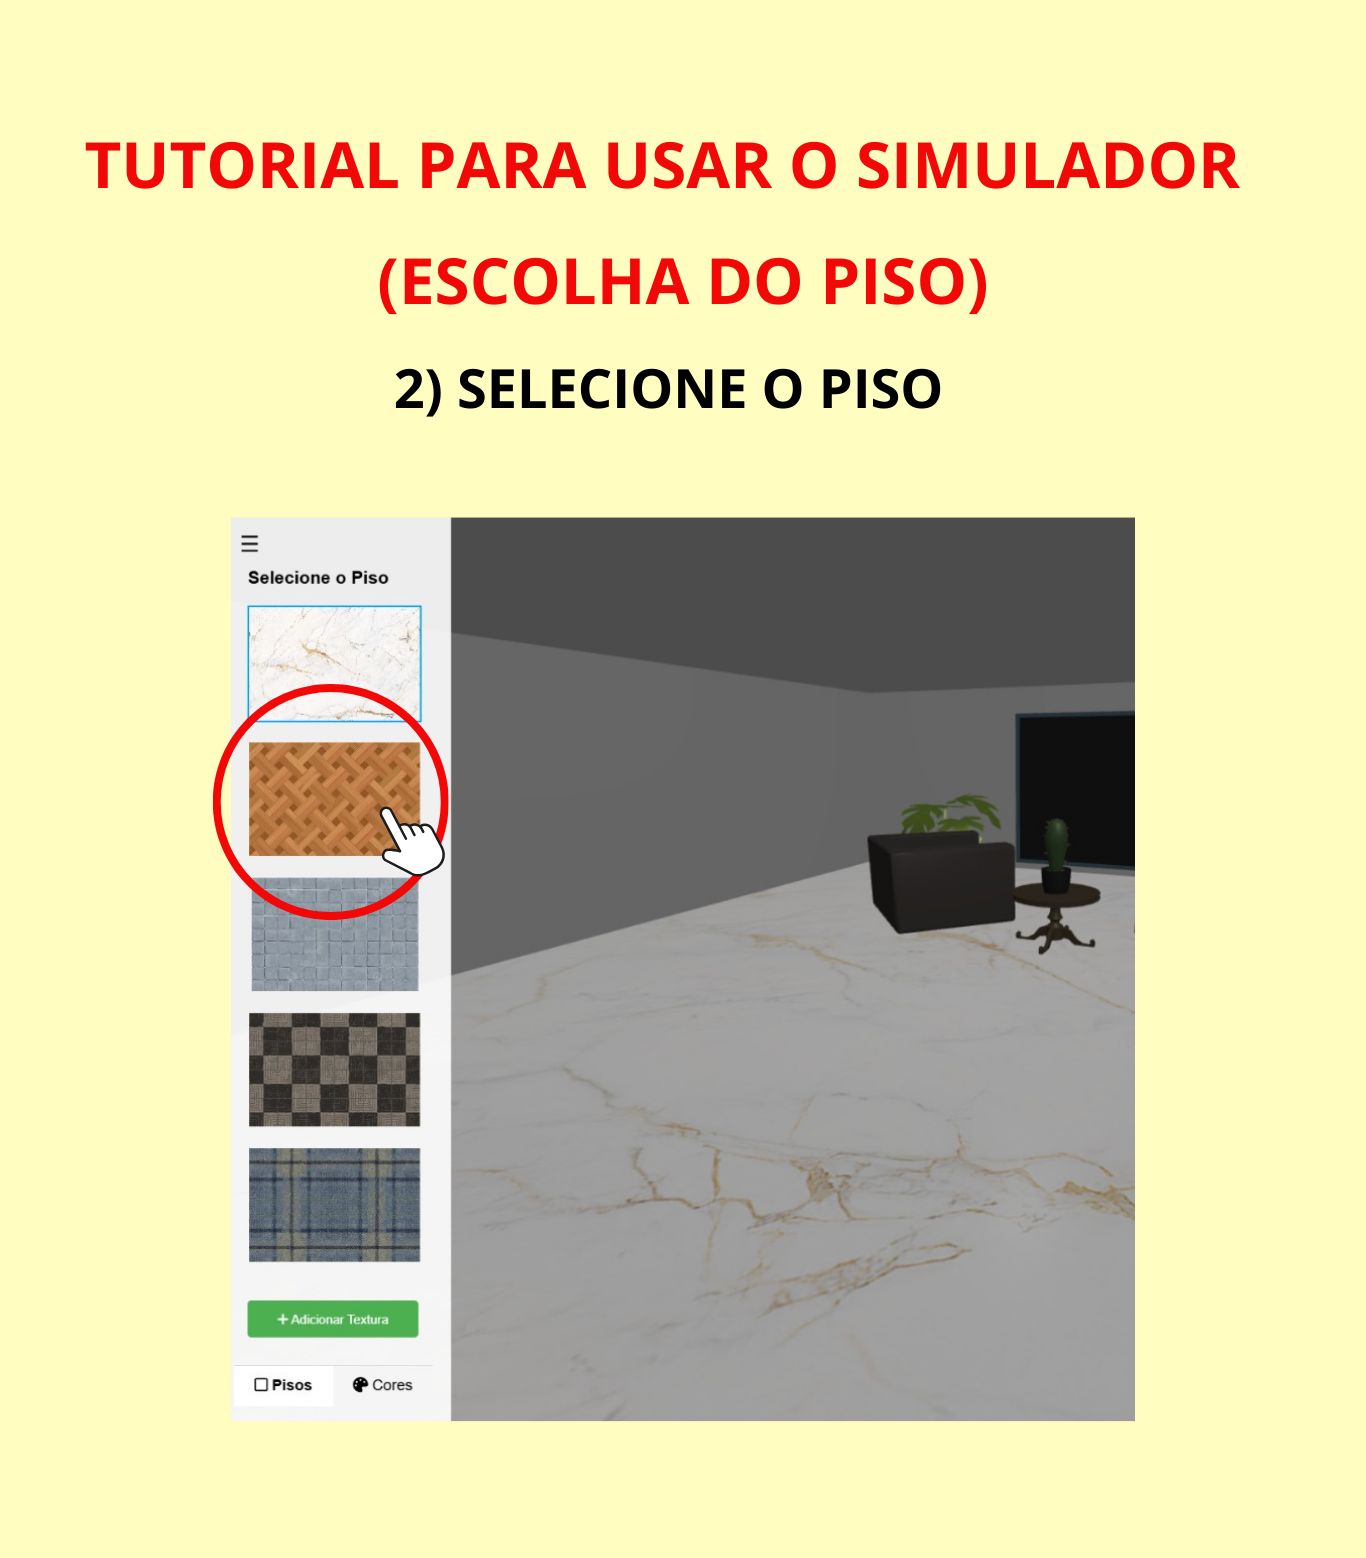 TUTORIAL PARA USAR O SIMULADOR
(ESCOLHA DO PISO)
2) SELECIONE O PISO
Selecione o Piso
+ Adicionar Textura
Pisos
Cores